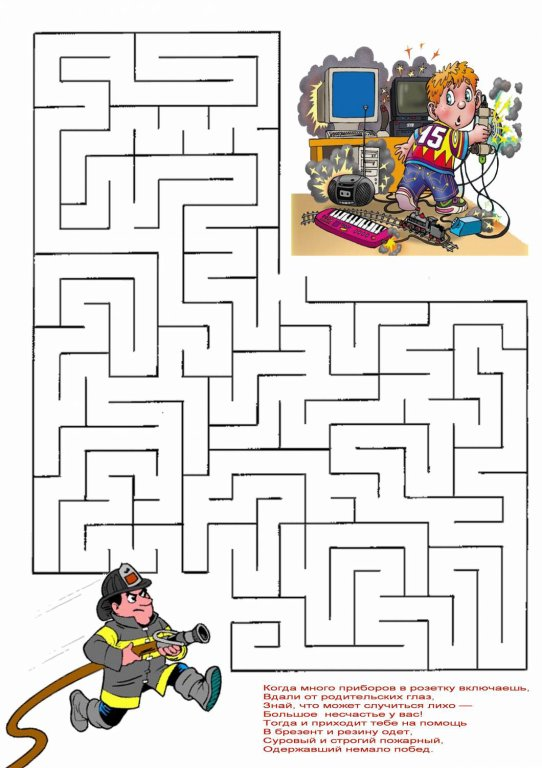 15
Когда много приборов в розетку включаешь,
Вдали от родительских глаз,
Знай, что может случиться лихо —
Большое  несчастье у вас!
Тогда и приходит тебе на помощь
В брезент и резину одет,
Суровый и строгий пожарный,
Одержавший немало побед.